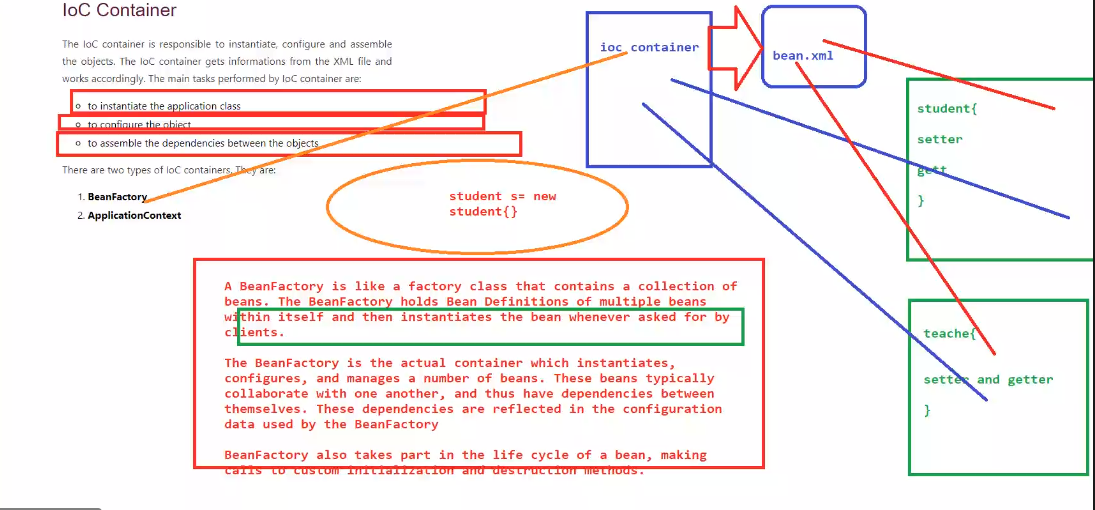 IoC Container
The IoC container is responsible to instantiate, configure and assemble
the objects. The IoC container gets informations from the XML file and
works accordingly. The main tasks performed by IoC container are:
to instantiate the application class
to configure the object
to assemble the dependencies between the objects
There are two types of IoC containers. They are:
1. BeanFactory
2. ApplicationContext
ioc container
bean.xml
student{
setter
gett
}
student s= new
student{}
A BeanFactory is like a factory class that contains a collection of
beans. The BeanFactory holds Bean Definitions of multiple beans
within itself and then instantiates the bean whenever asked for by
clients.
The BeanFactory is the actual container which instantiates,
configures, and manages a number of beans. These beans typically
collaborate with one another, and thus have dependencies between
themselves. These dependencies are reflected in the configuration
data used by the BeanFactory
BeanFactory also takes part in the life cycle of a bean, making
calls to custom initialization and destruction methods.
teache{
setter and getter
}